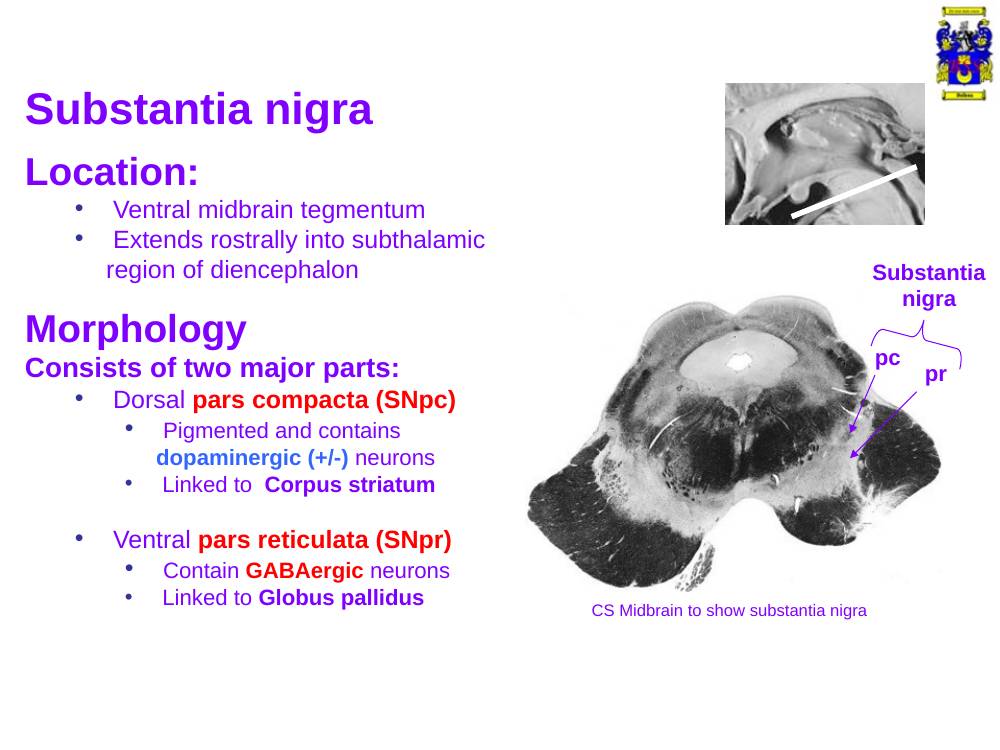 Substantia nigra
Location:
• Ventral midbrain tegmentum
• Extends rostrally into subthalamic
region of diencephalon
Morphology
Consists of two major parts:
• Dorsal pars compacta (SNpc)
• Pigmented and contains
dopaminergic (+/-) neurons
• Linked to Corpus striatum
• Ventral pars reticulata (SNpr)
• Contain GABAergic neurons
• Linked to Globus pallidus
Substantia
nigra
pc
pr
CS Midbrain to show substantia nigra